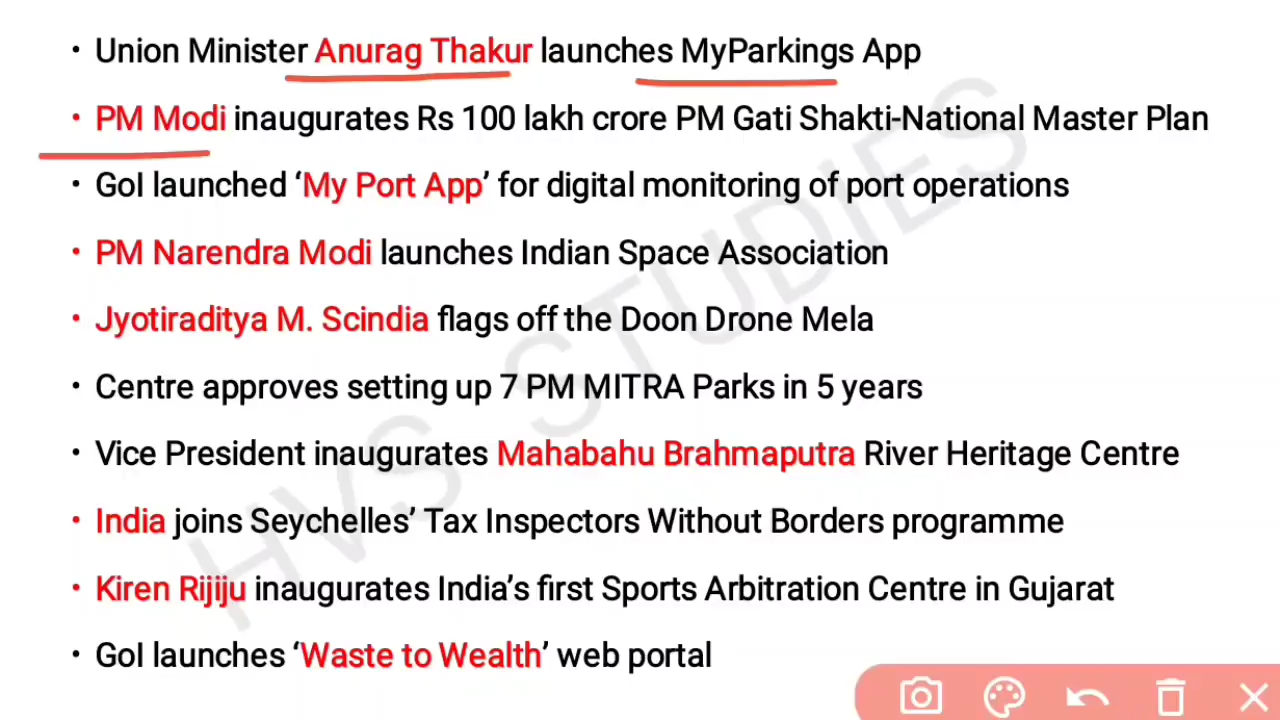 • Union Minister Anurag Thakur launches MyParkings App
• PM Modi inaugurates Rs 100 lakh crore PM Gati Shakti-National Master Plan
• GoI launched ‘My Port App’ for digital monitoring of port operations
• PM Narendra Modi launches Indian Space Association
• Jyotiraditya M. Scindia flags off the Doon Drone Mela
• Centre approves setting up 7 PM MITRA Parks in 5 years
• Vice President inaugurates Mahabahu Brahmaputra River Heritage Centre
• India joins Seychelles’ Tax Inspectors Without Borders programme
• Kiren Rijiju inaugurates India’s first Sports Arbitration Centre in Gujarat
• GoI launches ‘Waste to Wealth’ web portal
HVS STUDIES